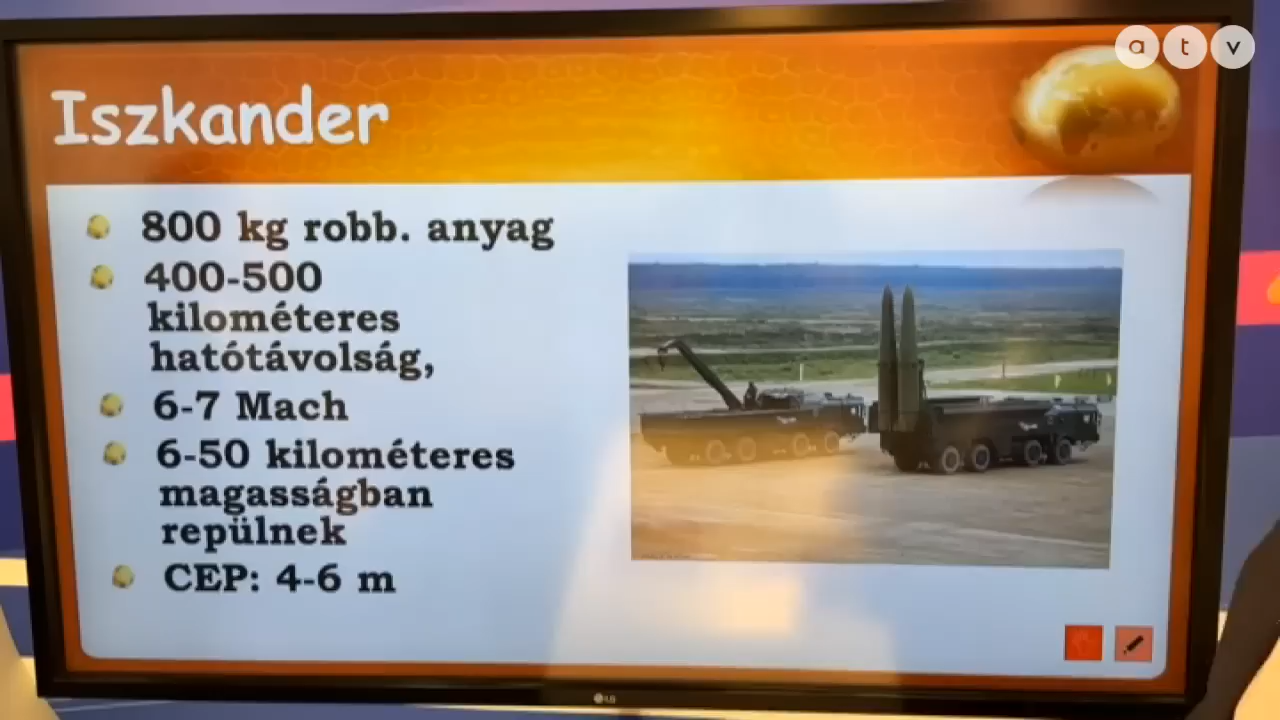 a t v
Iszkander
800 kg robb. anyag
400-500
kilométeres
hatótávolság,
6-7 Mach
6-50 kilométeres
magasságban
repülnek
CEP: 4-6 m
LG